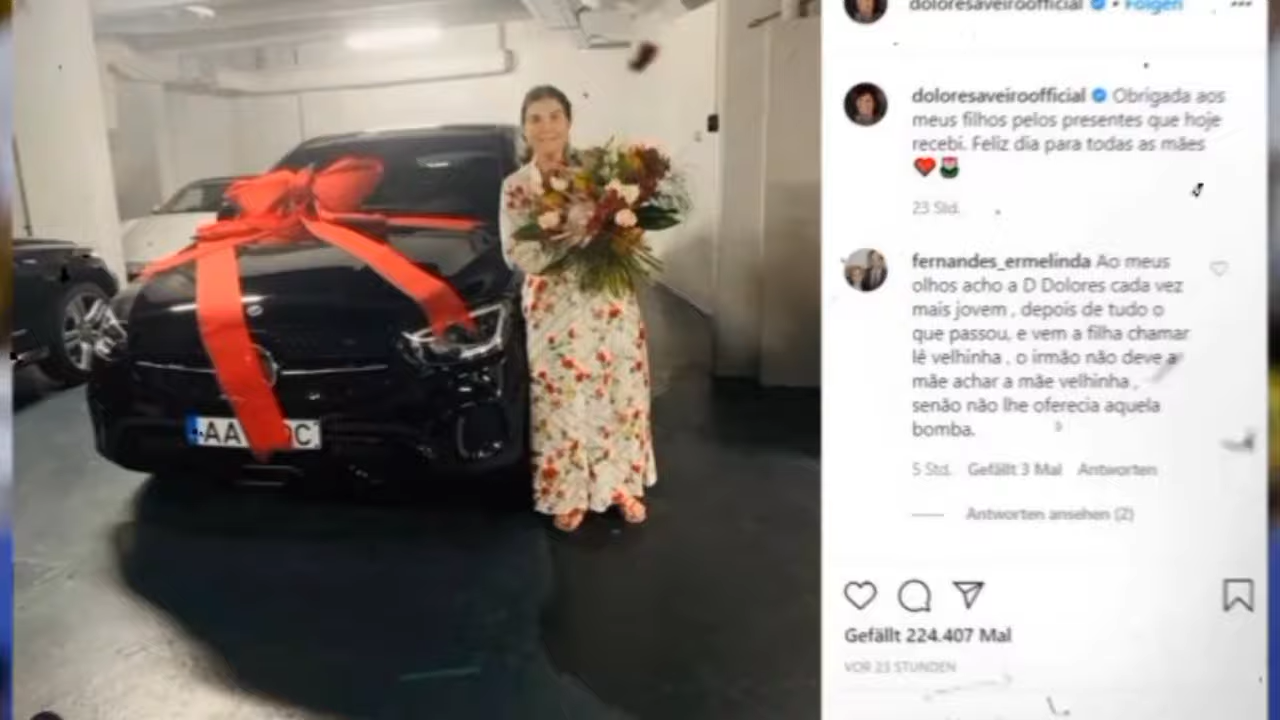 doloresaveiroofficial • Folgen
doloresaveiroofficial Obrigada aos
meus filhos pelos presentes que hoje
recebi. Feliz dia para todas as mães
❤️🌷
23 Std.
fernandes_ermelinda Ao meus
olhos acho a D Dolores cada vez
mais jovem , depois de tudo o
que passou, e vem a filha chamar
lé velhinha , o irmão não deve a
mãe achar a mãe velhinha ,
senão não lhe oferecia aquela
bomba.
5 Std. Gefällt 3 Mal Antworten
Antworten ansehen (2)
Gefällt 224.407 Mal
VOR 23 STUNDEN
AA